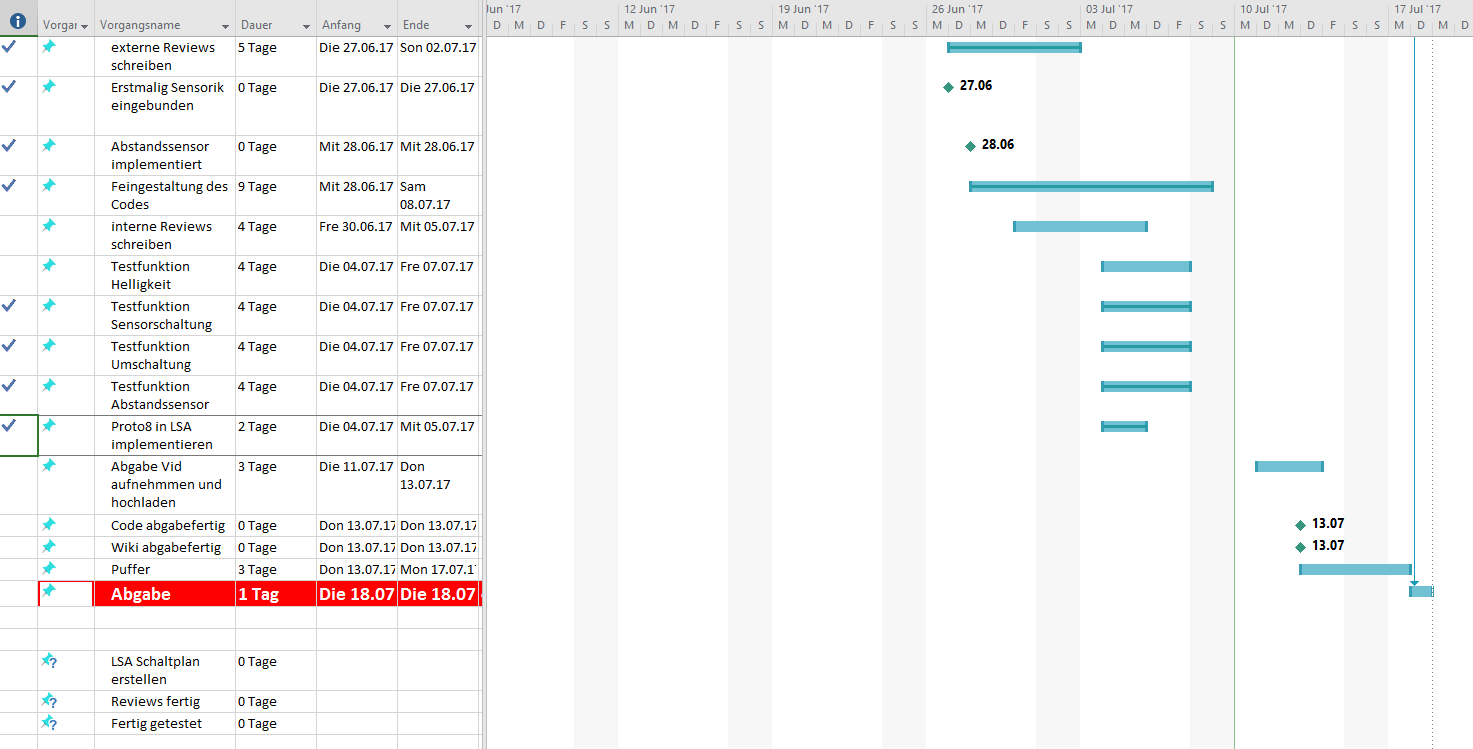 Vorgar Vorgangsname Dauer Anfang Ende
Jun '17 12 Jun '17 19 Jun '17 26 Jun '17 03 Jul '17 10 Jul '17 17 Jul '17
D M D F S S M D M D F S S M D M D F S S M D M D F S S M D M D F S S M D M D F S S M D M D
externe Reviews schreiben 5 Tage Die 27.06.17 Son 02.07.17
Erstmalig Sensorik eingebunden 0 Tage Die 27.06.17 Die 27.06.17 27.06
Abstandssensor implementiert 0 Tage Mit 28.06.17 Mit 28.06.17 28.06
Feingestaltung des Codes 9 Tage Mit 28.06.17 Sam 08.07.17
interne Reviews schreiben 4 Tage Fre 30.06.17 Mit 05.07.17
Testfunktion Helligkeit 4 Tage Die 04.07.17 Fre 07.07.17
Testfunktion Sensorschaltung 4 Tage Die 04.07.17 Fre 07.07.17
Testfunktion Umschaltung 4 Tage Die 04.07.17 Fre 07.07.17
Testfunktion Abstandssensor 4 Tage Die 04.07.17 Fre 07.07.17
Proto8 in LSA implementieren 2 Tage Die 04.07.17 Mit 05.07.17
Abgabe Vid aufnehmmen und hochladen 3 Tage Die 11.07.17 Don 13.07.17
Code abgabefertig 0 Tage Don 13.07.17 Don 13.07.17 13.07
Wiki abgabefertig 0 Tage Don 13.07.17 Don 13.07.17 13.07
Puffer 3 Tage Don 13.07.17 Mon 17.07.17
Abgabe 1 Tag Die 18.07 Die 18.07
LSA Schaltplan erstellen 0 Tage
Reviews fertig 0 Tage
Fertig getestet 0 Tage